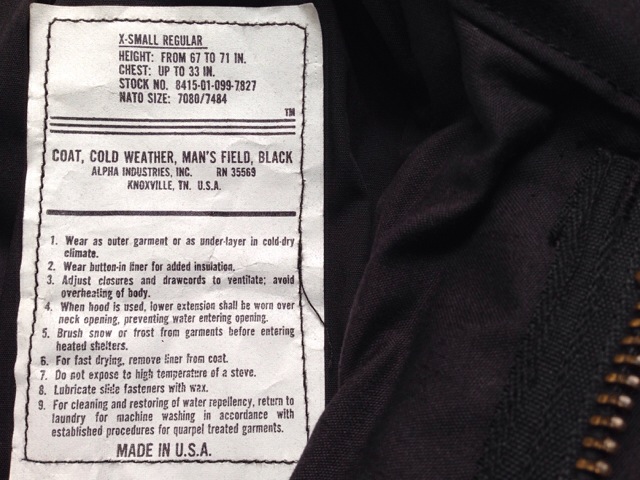 X-SMALL REGULAR
HEIGHT: FROM 67 TO 71 IN.
CHEST: UP TO 33 IN.
STOCK NO. 8415-01-099-7827
NATO SIZE: 7080/7484
TM
COAT, COLD WEATHER, MAN'S FIELD, BLACK
ALPHA INDUSTRIES, INC. RN 35569
KNOXVILLE, TN. U.S.A.
1. Wear as outer garment or as under-layer in cold-dry
climate.
2. Wear button-in liner for added insulation.
3. Adjust closures and drawcords to ventilate; avoid
overheating of body.
4. When hood is used, lower extension shall be worn over
neck opening, preventing water entering opening.
5. Brush snow or frost from garments before entering
heated shelters.
6. For fast drying, remove liner from coat.
7. Do not expose to high temperature of a stove.
8. Lubricate slide fasteners with wax.
9. For cleaning and restoring of water repellency, return to
laundry for machine washing in accordance with
established procedures for quarpel treated garments.
MADE IN U.S.A.